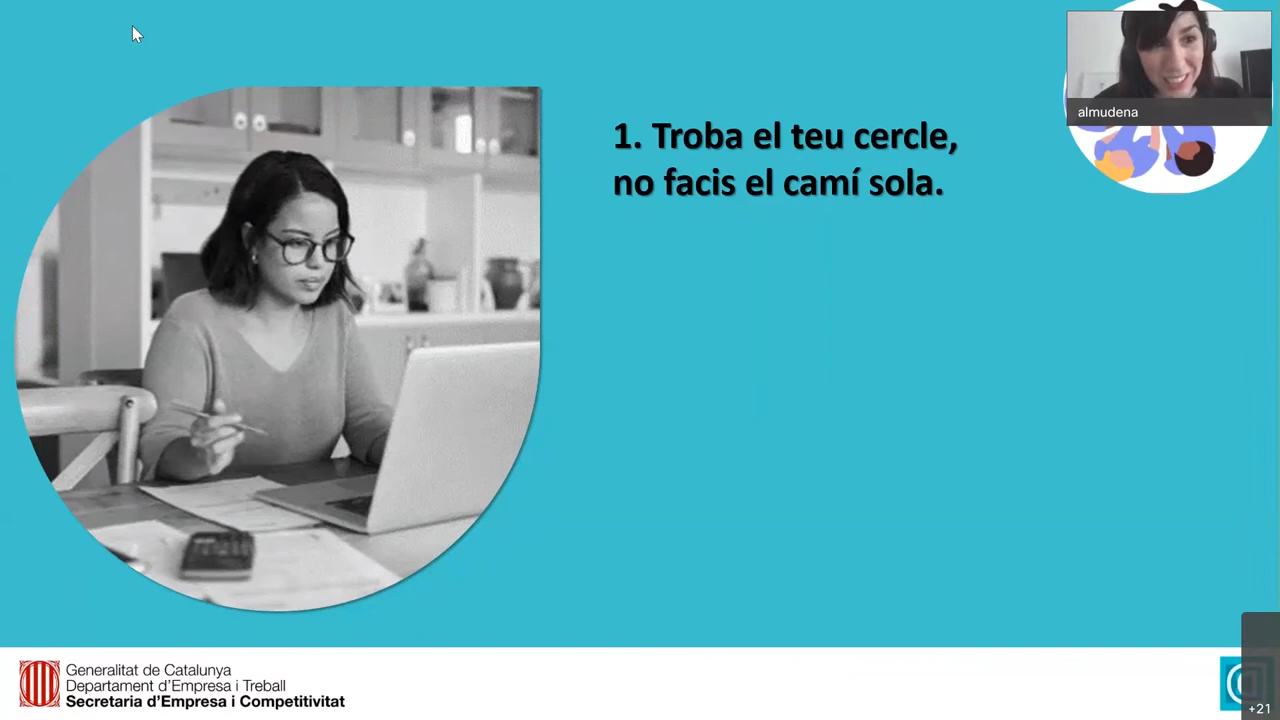 almudena
1. Troba el teu cercle,
no facis el camí sola.
Generalitat de Catalunya
Departament d'Empresa i Treball
Secretaria d'Empresa i Competitivitat
+21